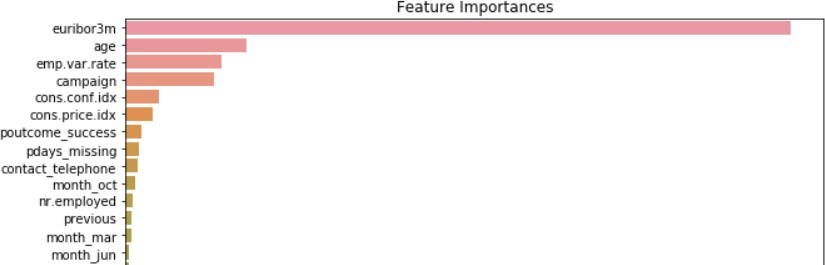 Feature Importances
euribor3m
age
emp.var.rate
campaign
cons.conf.idx
cons.price.idx
poutcome_success
pdays_missing
contact_telephone
month_oct
nr.employed
previous
month_mar
month_jun